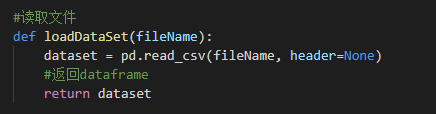 #读取文件
def loadDataSet(fileName):
    dataset = pd.read_csv(fileName, header=None)
    #返回dataframe
    return dataset